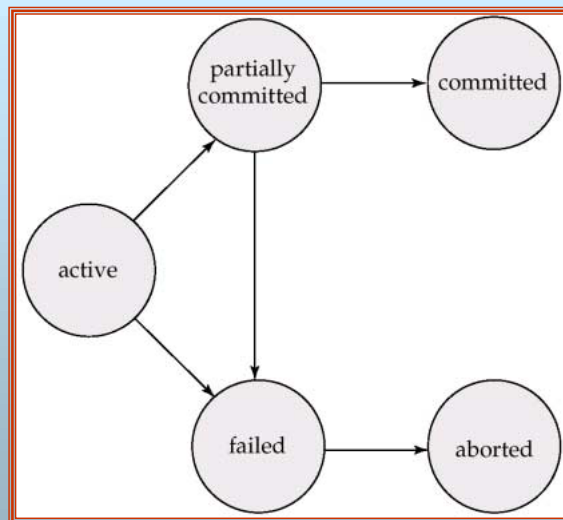 partially
committed
committed
active
failed
aborted